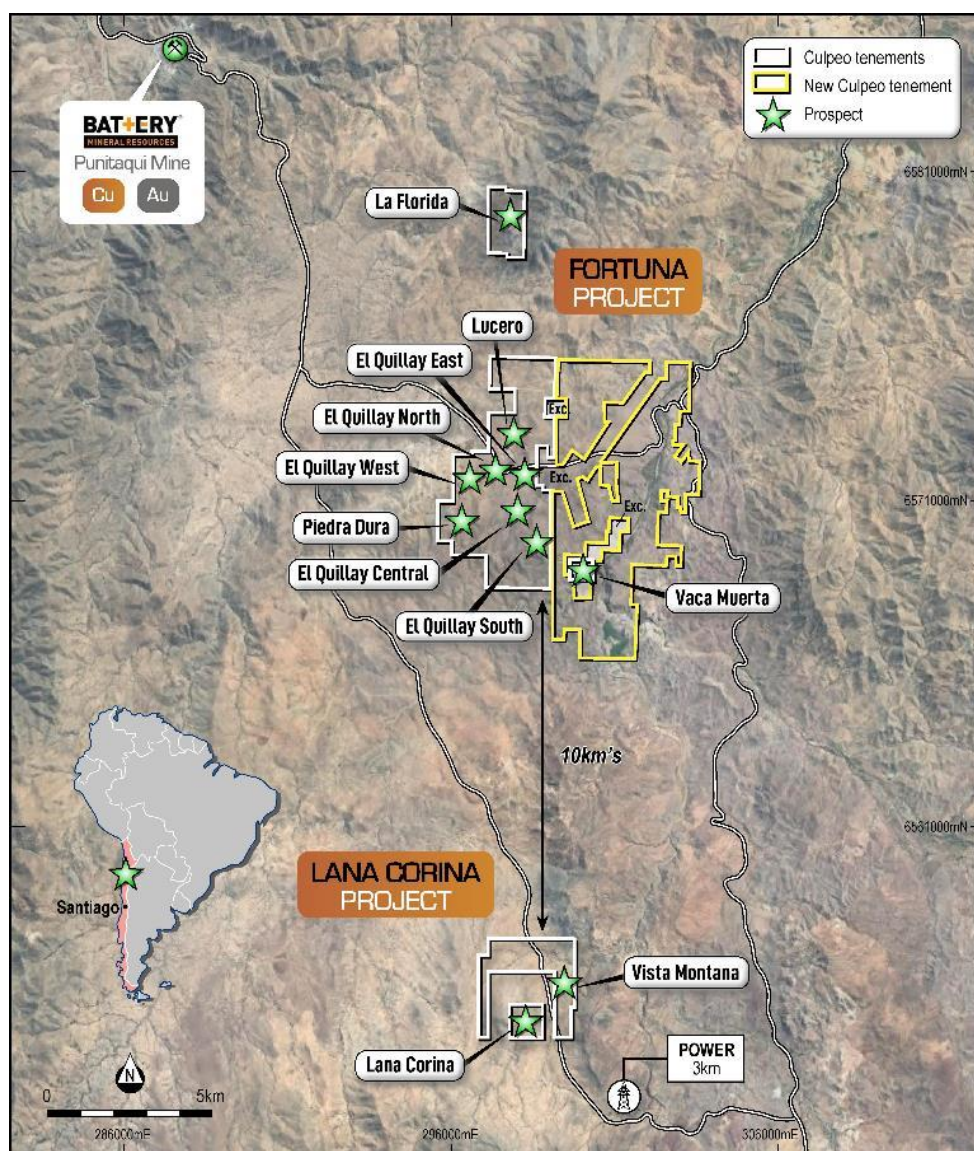 BATTERY
MINERAL RESOURCES
Punitaqui Mine
Cu Au
Culpeo tenements
New Culpeo tenement
Prospect
6581000mN
La Florida
FORTUNA
PROJECT
Lucero
El Quillay East
El Quillay North
Exc.
El Quillay West
Exc.
6571000mN
Exc.
Piedra Dura
El Quillay Central
Vaca Muerta
El Quillay South
10km's
6561000mN
LANA CORINA
PROJECT
Santiago
Vista Montana
Lana Corina
POWER
3km
N
0 5km
286000mE
296000mE
306000mE